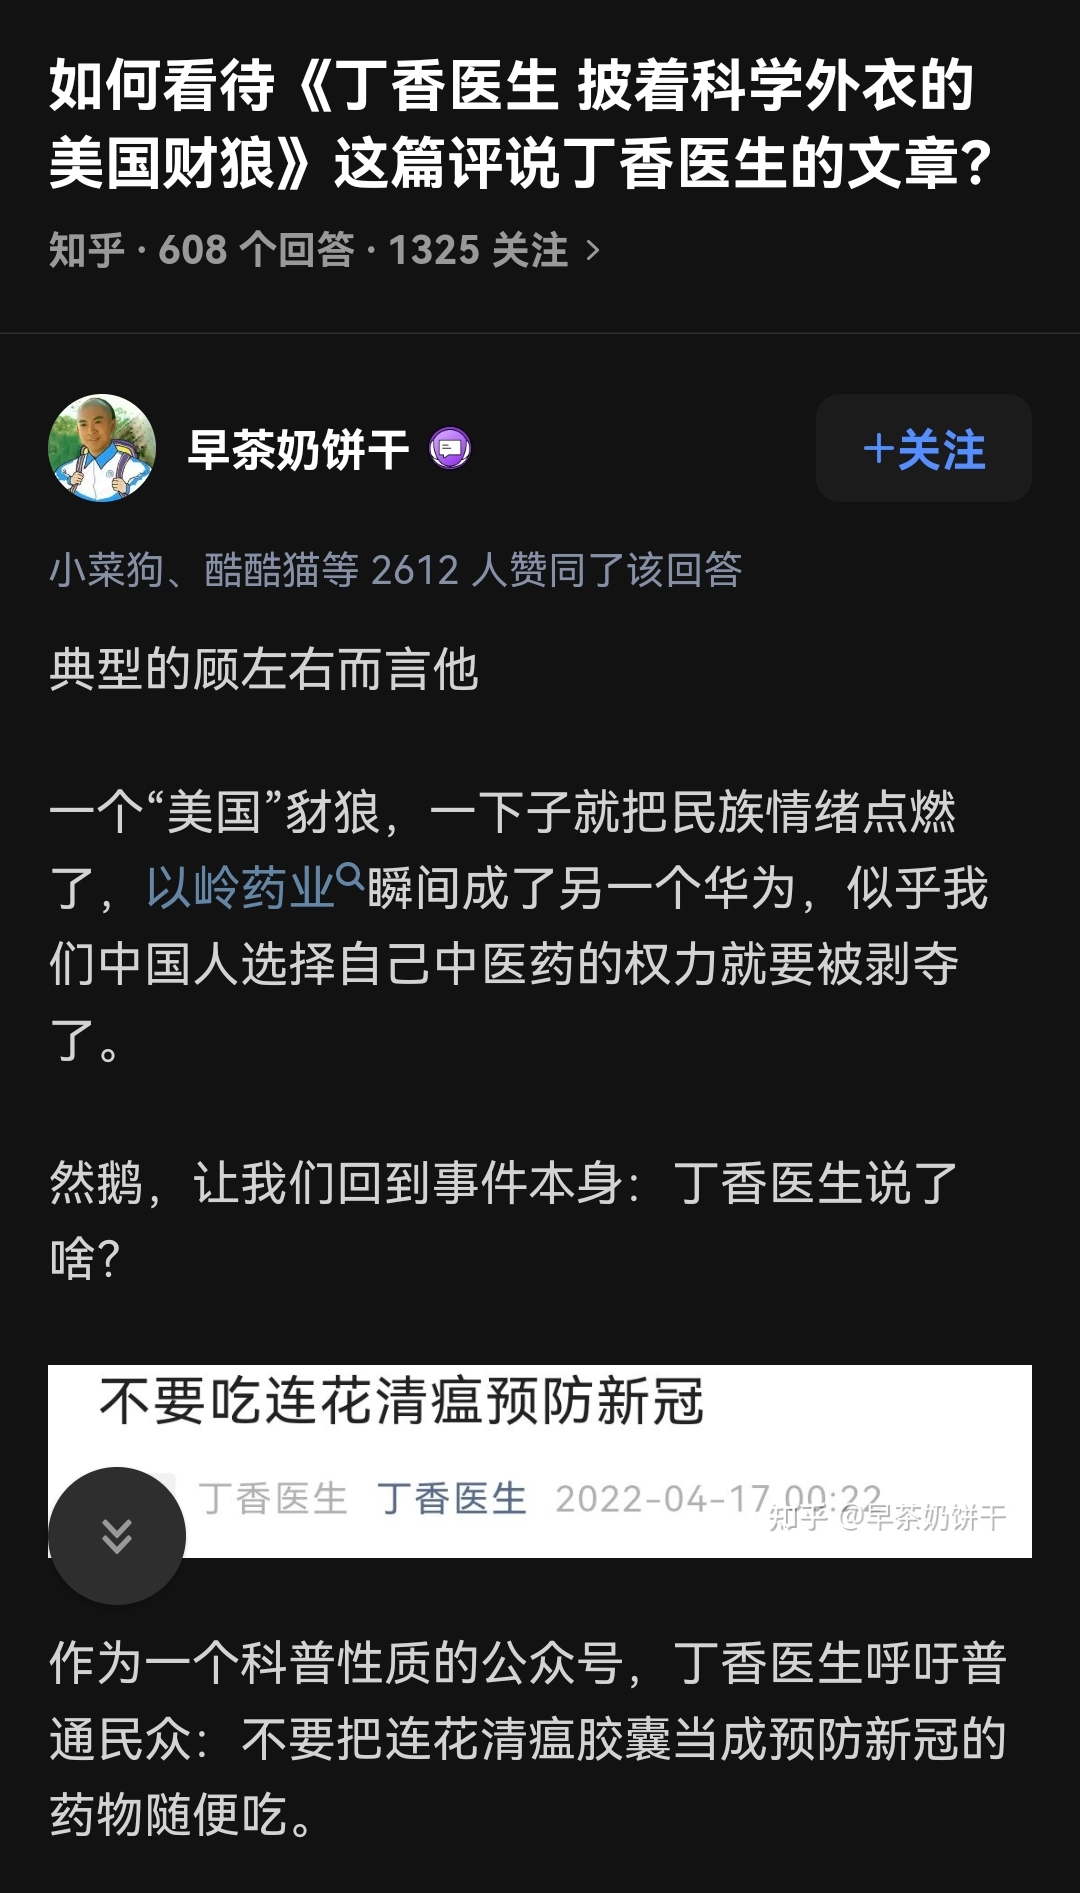 如何看待《丁香医生 披着科学外衣的
美国财狼》这篇评说丁香医生的文章?
知乎 · 608 个回答 · 1325 关注 >
早茶奶饼干
+关注
小菜狗、酷酷猫等 2612 人赞同了该回答
典型的顾左右而言他
一个“美国”豺狼，一下子就把民族情绪点燃
了，以岭药业瞬间成了另一个华为，似乎我
们中国人选择自己中医药的权力就要被剥夺
了。
然鹅，让我们回到事件本身：丁香医生说了
啥?
不要吃连花清瘟预防新冠
丁香医生 丁香医生 2022-04-17 00:22
知乎 @早茶奶饼干
作为一个科普性质的公众号，丁香医生呼吁普
通民众：不要把连花清瘟胶囊当成预防新冠的
药物随便吃。